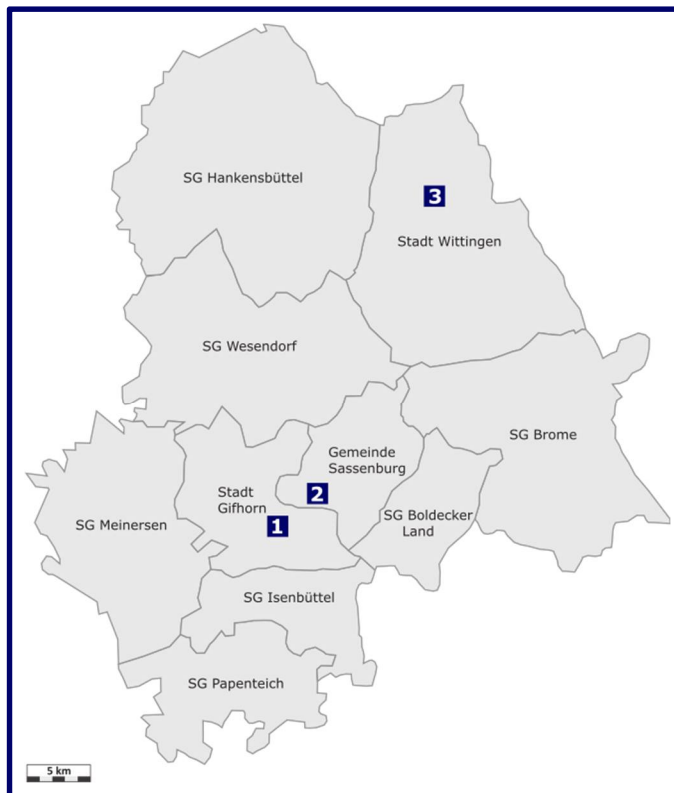 SG Hankensbüttel
3
Stadt Wittingen
SG Wesendorf
SG Brome
Gemeinde
Sassenburg
2
Stadt
Gifhorn
1
SG Boldecker
Land
SG Meinersen
SG Isenbüttel
SG Papenteich
5 km